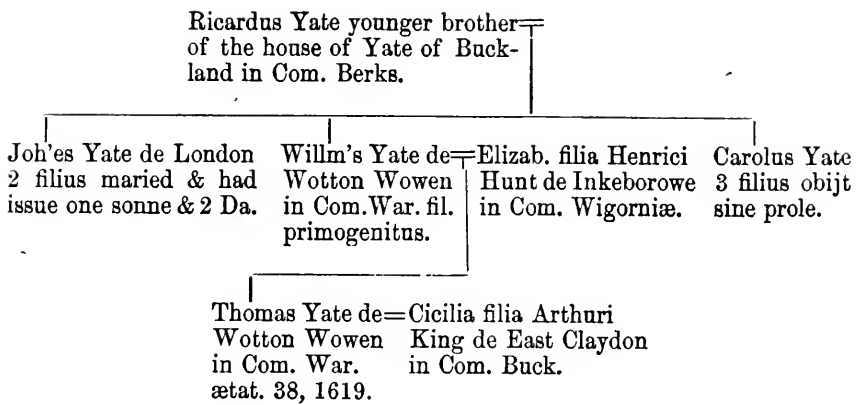 Ricardus Yate younger brother
of the house of Yate of Buck-
land in Com. Berks.
Joh'es Yate de London
2 filius maried & had
issue one sonne & 2 Da.
Willm's Yate de
Wotton Wowen
in Com. War. fil.
primogenitus.
Elizab. filia Henrici
Hunt de Inkeborowe
in Com. Wigorniæ.
Carolus Yate
3 filius obijt
sine prole.
Thomas Yate de
Wotton Wowen
in Com. War.
ætat. 38, 1619.
Cicilia filia Arthuri
King de East Claydon
in Com. Buck.